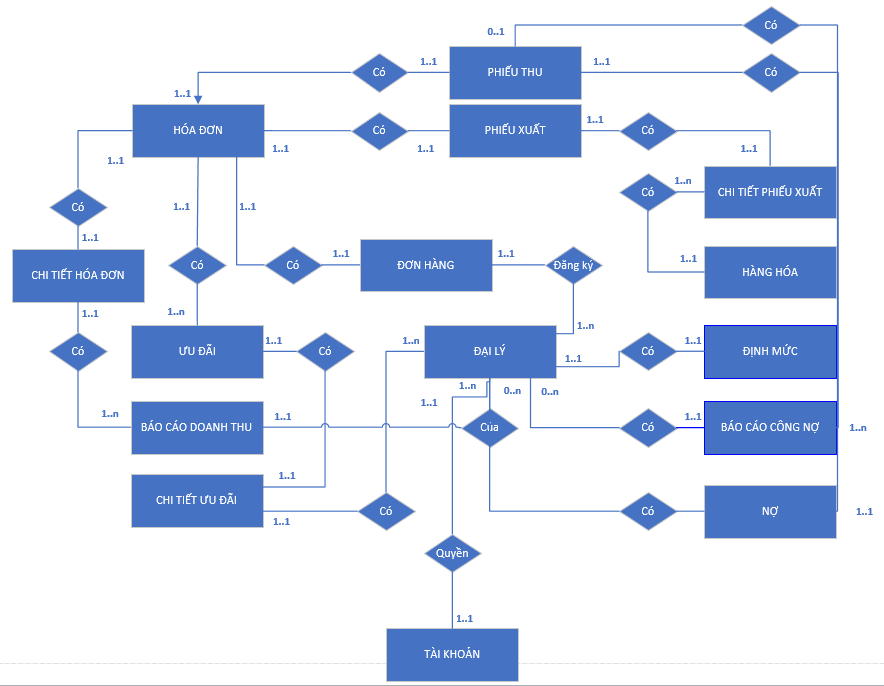 Có
0..1
Có
1..1
PHIẾU THU
1..1
Có
1..1
HÓA ĐƠN
Có
PHIẾU XUẤT
1..1
Có
1..1
1..1
1..1
1..1
Có
1..n
CHI TIẾT PHIẾU XUẤT
Có
1..1
1..1
1..1
Có
1..1
ĐƠN HÀNG
1..1
Đăng ký
1..1
HÀNG HÓA
CHI TIẾT HÓA ĐƠN
Có
1..1
1..n
1..n
Có
ƯU ĐÃI
1..1
Có
1..n
ĐẠI LÝ
1..1
Có
1..1
ĐỊNH MỨC
1..n
0..n
0..n
1..1
1..n
BÁO CÁO DOANH THU
1..1
Của
Có
1..1
BÁO CÁO CÔNG NỢ
1..n
1..1
CHI TIẾT ƯU ĐÃI
1..1
Có
Có
NỢ
1..1
Quyền
1..1
TÀI KHOẢN